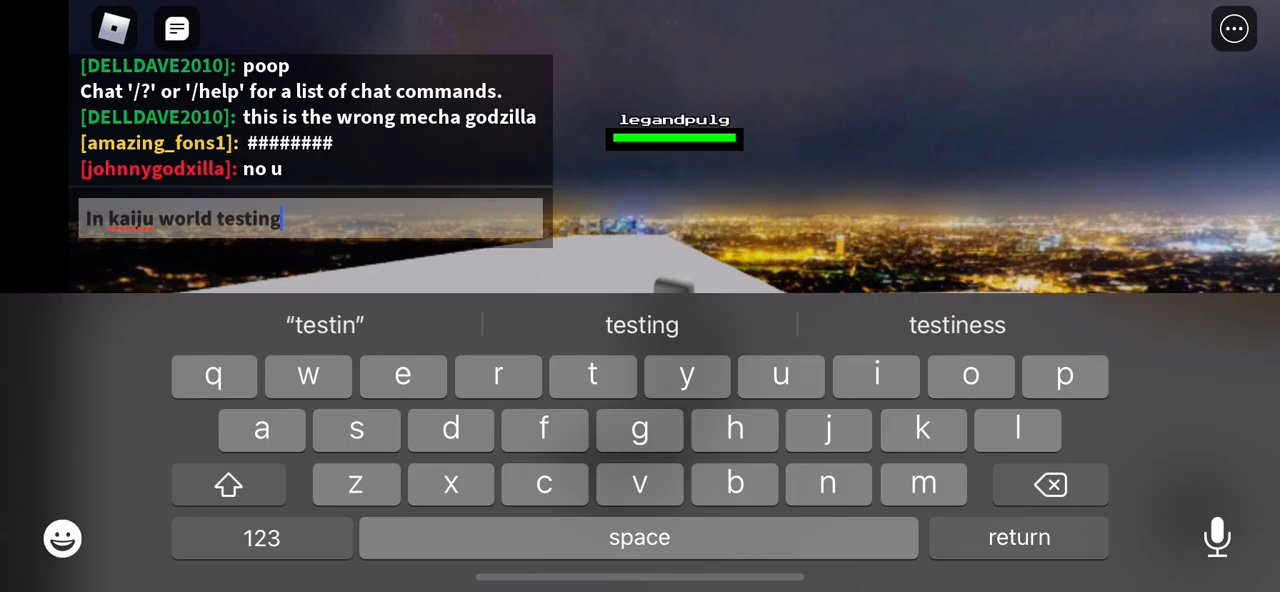 [DELLDAVE2010]: poop
Chat '/?' or '/help' for a list of chat commands.
[DELLDAVE2010]: this is the wrong mecha godzilla
[amazing_fons1]: ########
[johnnygodxilla]: no u
legandpulg
In kaiju world testing
“testin” testing testiness
q w e r t y u i o p
a s d f g h j k l
z x c v b n m
123 space return